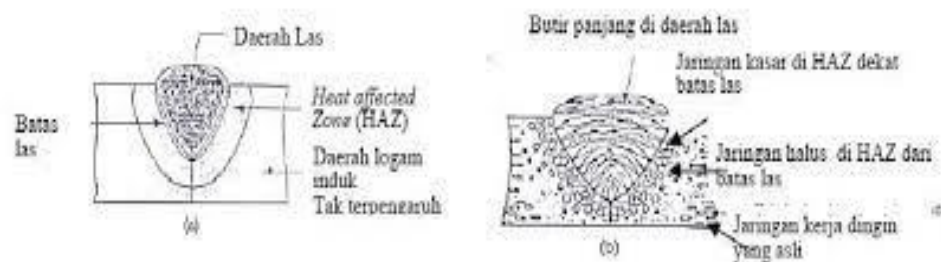 Daerah Las
Heat affected
Zone (HAZ)
Batas
las
Daerah logam
induk
Tak terpengaruh
(a)
Butir panjang di daerah las
Jaringan kasar di HAZ dekat
batas las
Jaringan halus di HAZ dari
batas las
Jaringan kerja dingin
yang asli
(b)